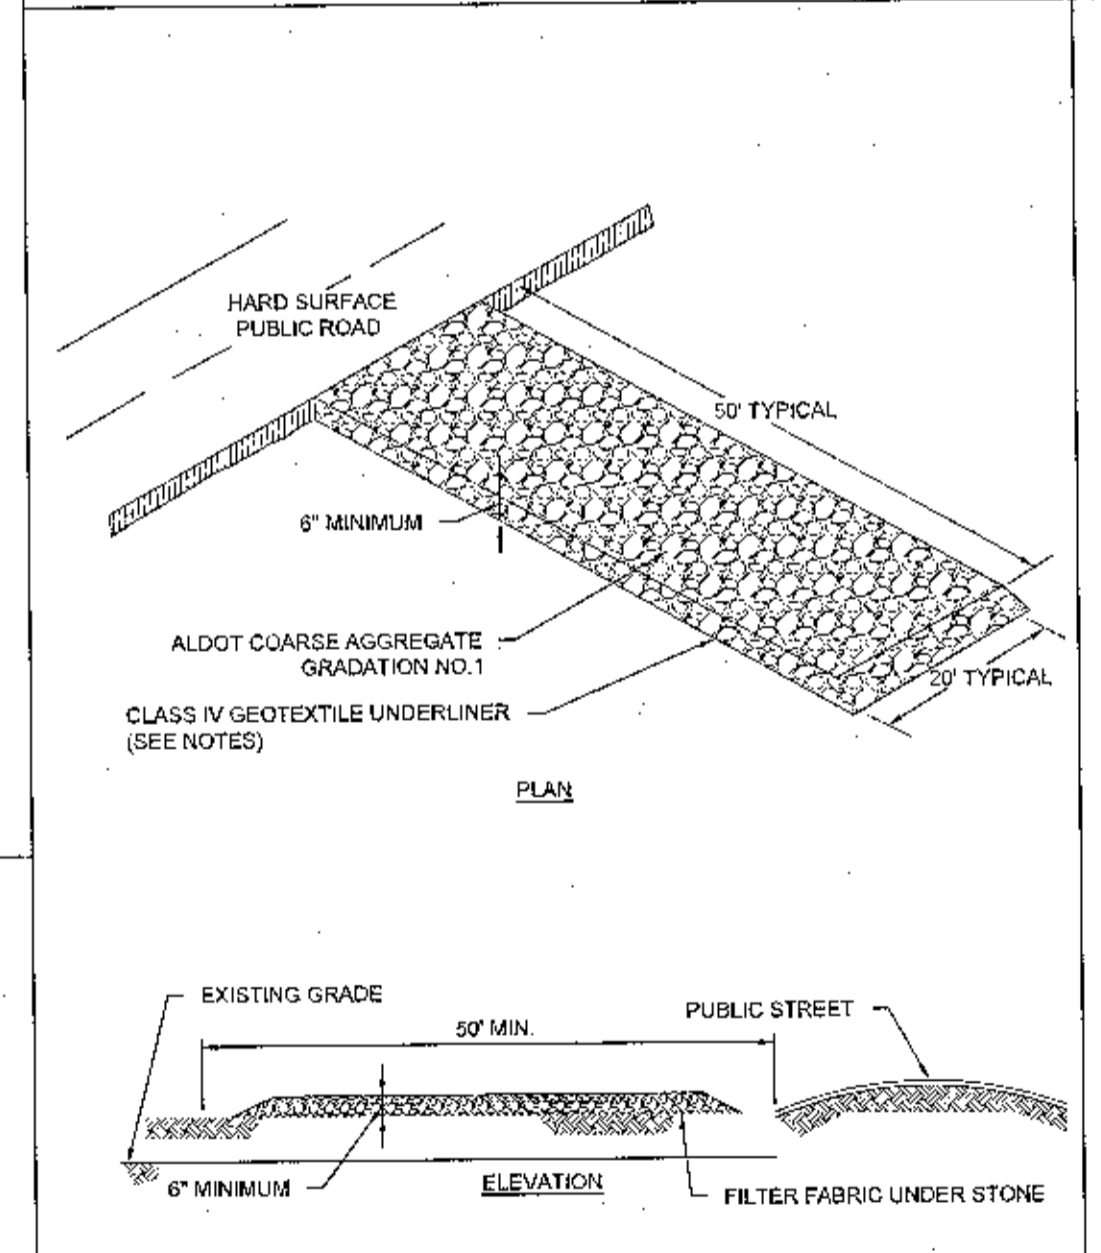 HARD SURFACE
PUBLIC ROAD
50' TYPICAL
6" MINIMUM
ALDOT COARSE AGGREGATE
GRADATION NO.1
20' TYPICAL
CLASS IV GEOTEXTILE UNDERLINER
(SEE NOTES)
PLAN
EXISTING GRADE
PUBLIC STREET
50' MIN.
6" MINIMUM
ELEVATION
FILTER FABRIC UNDER STONE